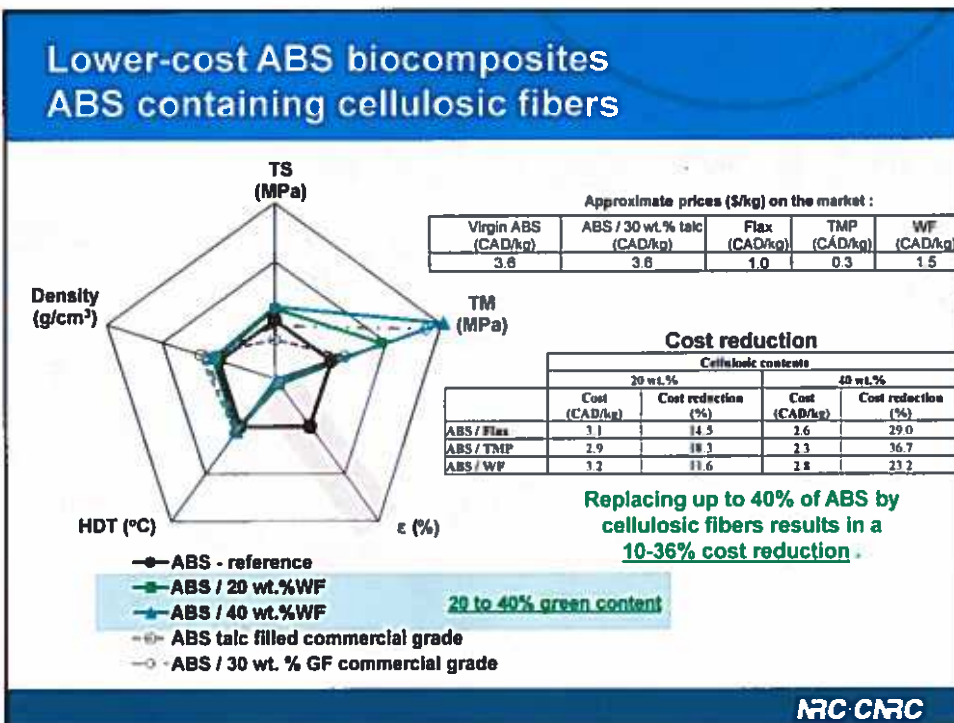 Lower-cost ABS biocomposites
ABS containing cellulosic fibers
TS
(MPa)
Density
(g/cm³)
TM
(MPa)
HDT (ºC)
ε (%)
Approximate prices ($/kg) on the market :
Virgin ABS (CAD/kg) ABS / 30 wt.% talc (CAD/kg) Flax (CAD/kg) TMP (CAD/kg) WF (CAD/kg)
3.6 3.6 1.0 0.3 1.5
Cost reduction
Cellulosic contents
20 wt.% 40 wt.%
Cost (CAD/kg) Cost reduction (%) Cost (CAD/kg) Cost reduction (%)
ABS / Flax 3.1 14.5 2.6 29.0
ABS / TMP 2.9 18.3 2.3 36.7
ABS / WF 3.2 11.6 2.8 23.2
Replacing up to 40% of ABS by
cellulosic fibers results in a
10-36% cost reduction .
ABS - reference
ABS / 20 wt.%WF
ABS / 40 wt.%WF
20 to 40% green content
ABS talc filled commercial grade
ABS / 30 wt. % GF commercial grade
NRC·CNRC